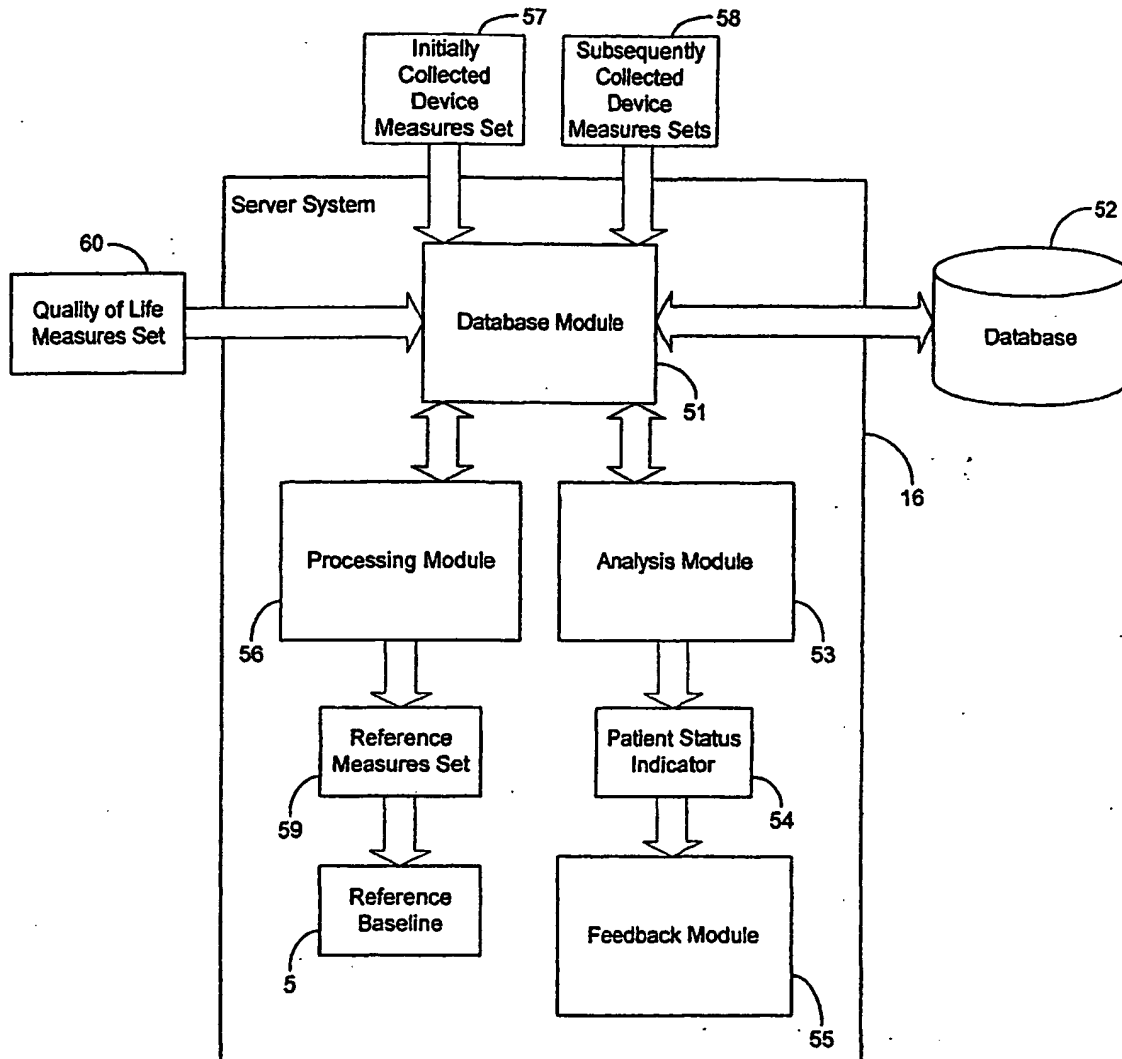 57
58
Initially
Collected
Device
Measures Set
Subsequently
Collected
Device
Measures Sets
Server System
60
52
Quality of Life
Measures Set
Database Module
Database
51
16
Processing Module
Analysis Module
56
53
Reference
Measures Set
Patient Status
Indicator
59
54
Reference
Baseline
Feedback Module
5
55